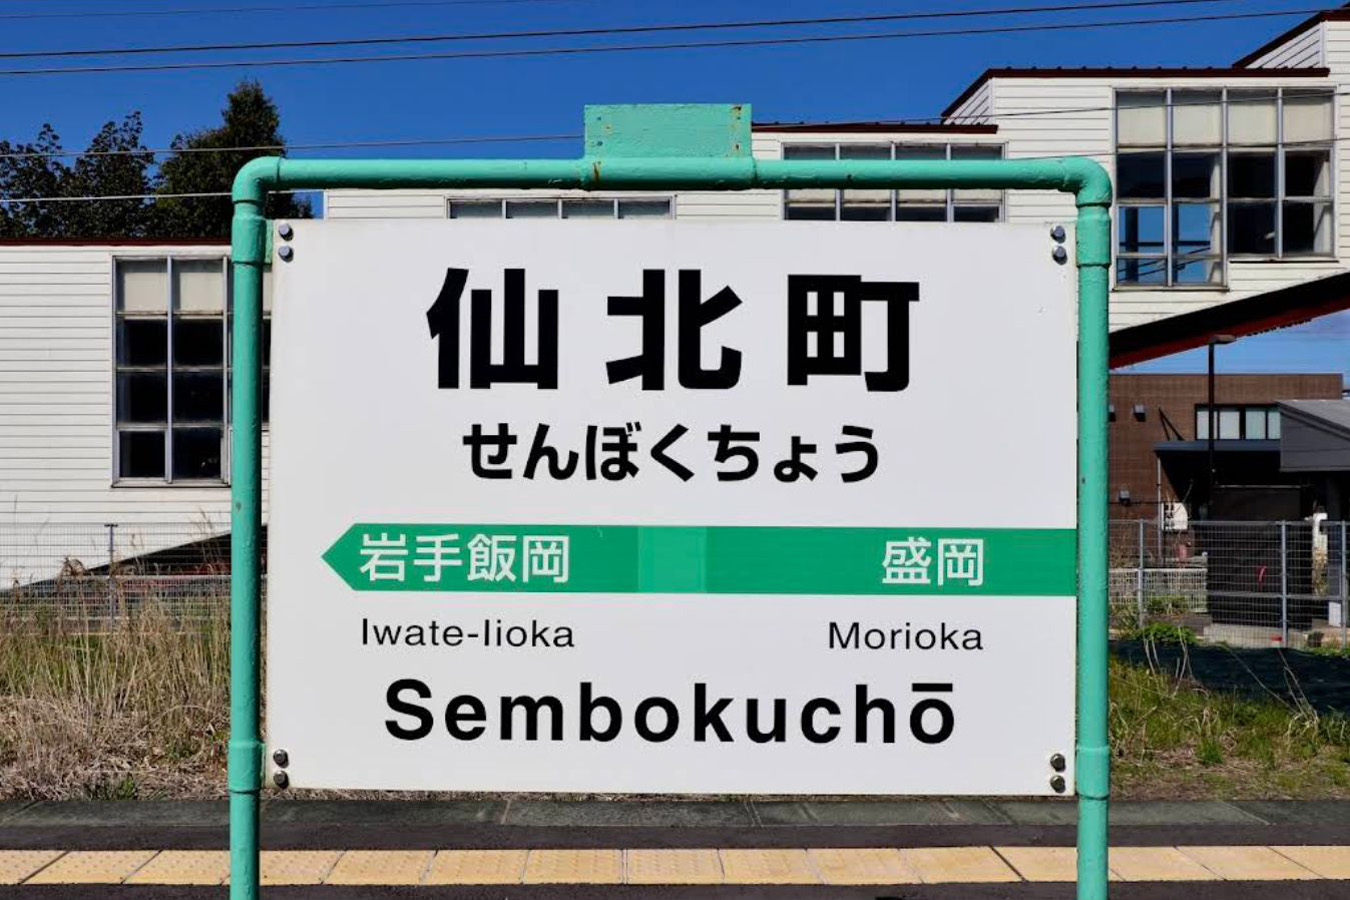 仙北町
せんぼくちょう
岩手飯岡 盛岡
Iwate-Iioka Morioka
Sembokuchō